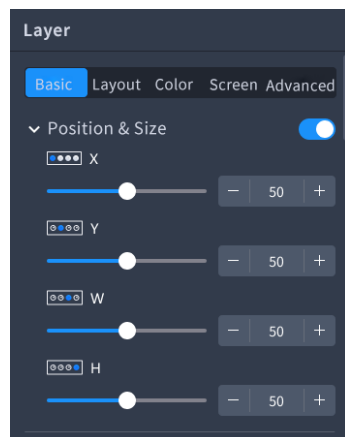 Layer
Basic Layout Color Screen Advanced
Position & Size
X
− 50 +
Y
− 50 +
W
− 50 +
H
− 50 +